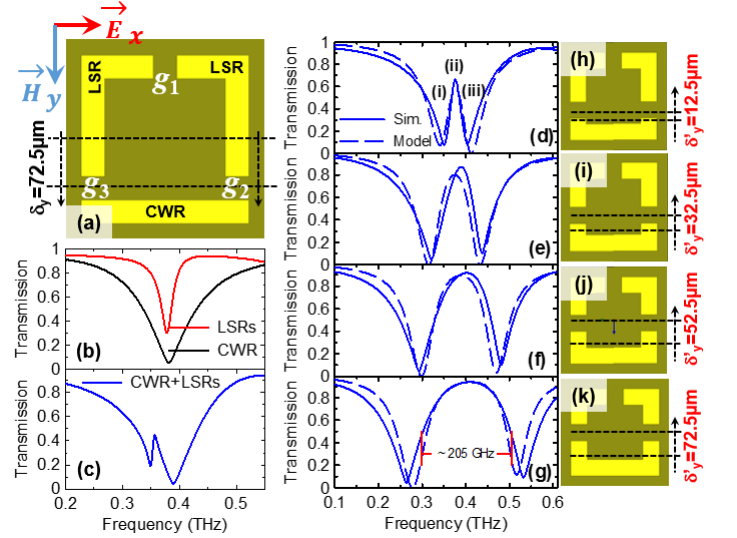 E x
H y
LSR
LSR
g1
δy=72.5μm
g3
g2
CWR
(a)
Transmission
1
0.8
0.6
0.4
0.2
0
LSRs
CWR
(b)
Transmission
1
0.8
0.6
0.4
0.2
0
CWR+LSRs
(c)
0.2
0.3
0.4
0.5
Frequency (THz)
Transmission
1
0.8
0.6
0.4
0.2
0
(i)
(ii)
(iii)
Sim.
Model
(d)
Transmission
1
0.8
0.6
0.4
0.2
0
(e)
Transmission
1
0.8
0.6
0.4
0.2
0
(f)
Transmission
1
0.8
0.6
0.4
0.2
0
~ 205 GHz
(g)
0.1
0.2
0.3
0.4
0.5
0.6
Frequency (THz)
(h)
δ'y=12.5μm
(i)
δ'y=32.5μm
(j)
δ'y=52.5μm
(k)
δ'y=72.5μm